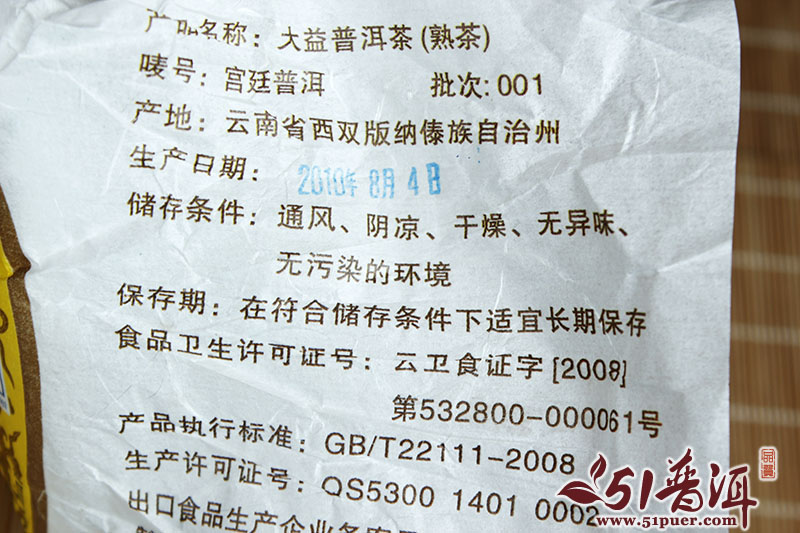 产品名称：大益普洱茶(熟茶)
唛号：宫廷普洱 批次:001
产地：云南省西双版纳傣族自治州
生产日期：2010年8月4日
储存条件：通风、阴凉、干燥、无异味、
无污染的环境
保存期：在符合储存条件下适宜长期保存
食品卫生许可证号：云卫食证字[2008]
第532800-000061号
产品执行标准：GB/T22111-2008
生产许可证号：QS5300 1401 0002
出口食品生产企业备案
51普洱
www.51puer.com